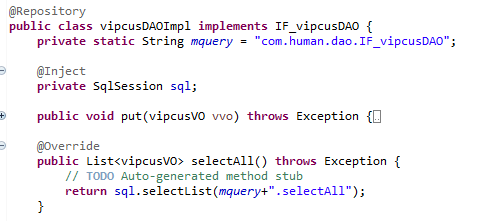 @Repository
public class vipcusDAOImpl implements IF_vipcusDAO {
private static String mquery = "com.human.dao.IF_vipcusDAO";
@Inject
private SqlSession sql;
public void put(vipcusVO vvo) throws Exception {
@Override
public List<vipcusVO> selectAll() throws Exception {
// TODO Auto-generated method stub
return sql.selectList(mquery+".selectAll");
}